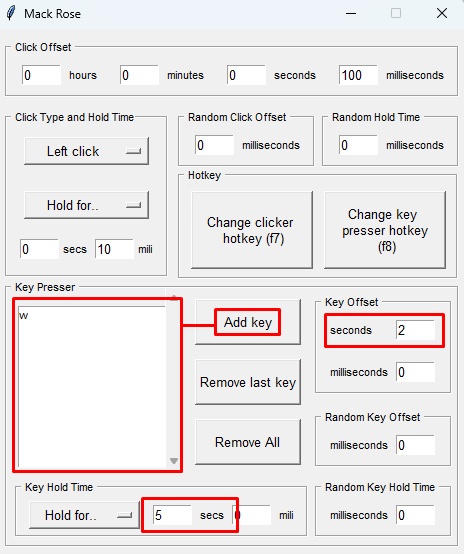 Mack Rose
Click Offset
0 hours 0 minutes 0 seconds 100 milliseconds
Click Type and Hold Time
Left click
Hold for..
0 secs 10 mili
Random Click Offset
0 milliseconds
Random Hold Time
0 milliseconds
Hotkey
Change clicker
hotkey (f7)
Change key
presser hotkey
(f8)
Key Presser
w
Add key
Remove last key
Remove All
Key Offset
seconds 2
milliseconds 0
Random Key Offset
milliseconds 0
Key Hold Time
Hold for.. 5 secs 0 mili
Random Key Hold Time
milliseconds 0